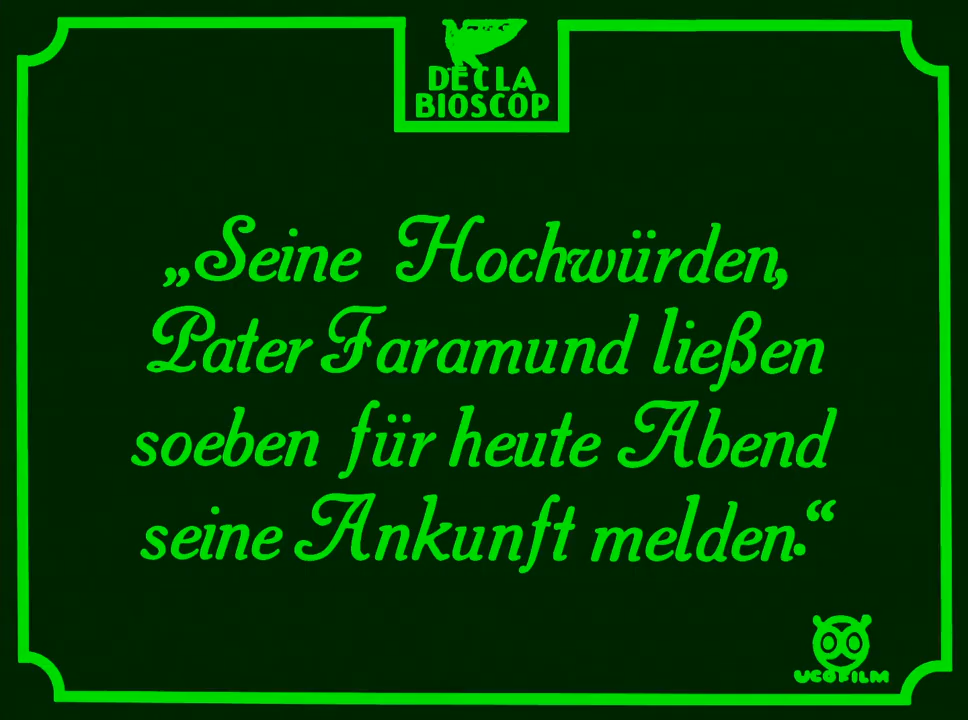 DECLA
BIOSCOP
„Seine Hochwürden,
Pater Faramund ließen
soeben für heute Abend
seine Ankunft melden.“
UCOFILM